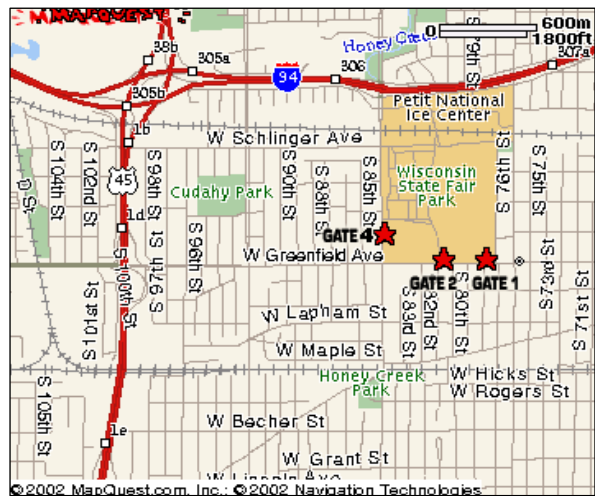 MAPQUEST
Honey Creek
0 600m
1800ft
38b
305a
306
307a
94
S 79th St
305b
Petit National
Ice Center
1b
W Schlinger Ave
S 104th St
S 102nd St
S 98th St
S 90th St
S 88th St
S 85th St
Wisconsin
State Fair
Park
S 76th St
S 75th St
45
Cudahy Park
1d
S 100th St
S 97th St
S 96th St
GATE 4
W Greenfield Ave
GATE 2
GATE 1
S 101st St
S 83rd St
S 82nd St
S 80th St
S 73rd St
S 71st St
W Lapham St
W Maple St
Honey Creek
Park
W Hicks St
W Rogers St
S 105th St
W Becher St
1e
W Grant St
W Lincoln Ave
©2002 MapQuest.com, Inc.; ©2002 Navigation Technologies